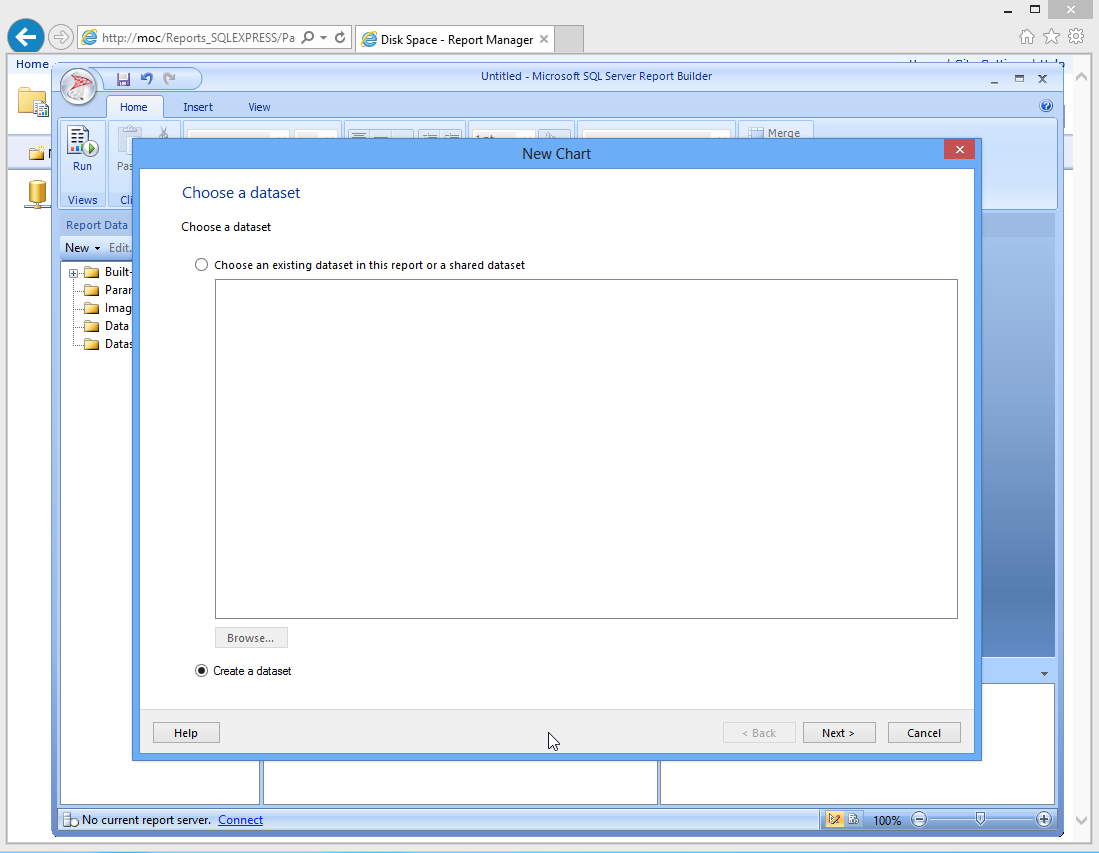 http://moc/Reports_SQLEXPRESS/Pa
Disk Space - Report Manager
Home
Untitled - Microsoft SQL Server Report Builder
Home Insert View
Run
Merge
Views
New Chart
Report Data
New
Edit.
Choose a dataset
Choose a dataset
Choose an existing dataset in this report or a shared dataset
Built-
Parar
Imag
Data
Datas
Browse...
Create a dataset
Help
< Back
Next >
Cancel
No current report server. Connect
100%